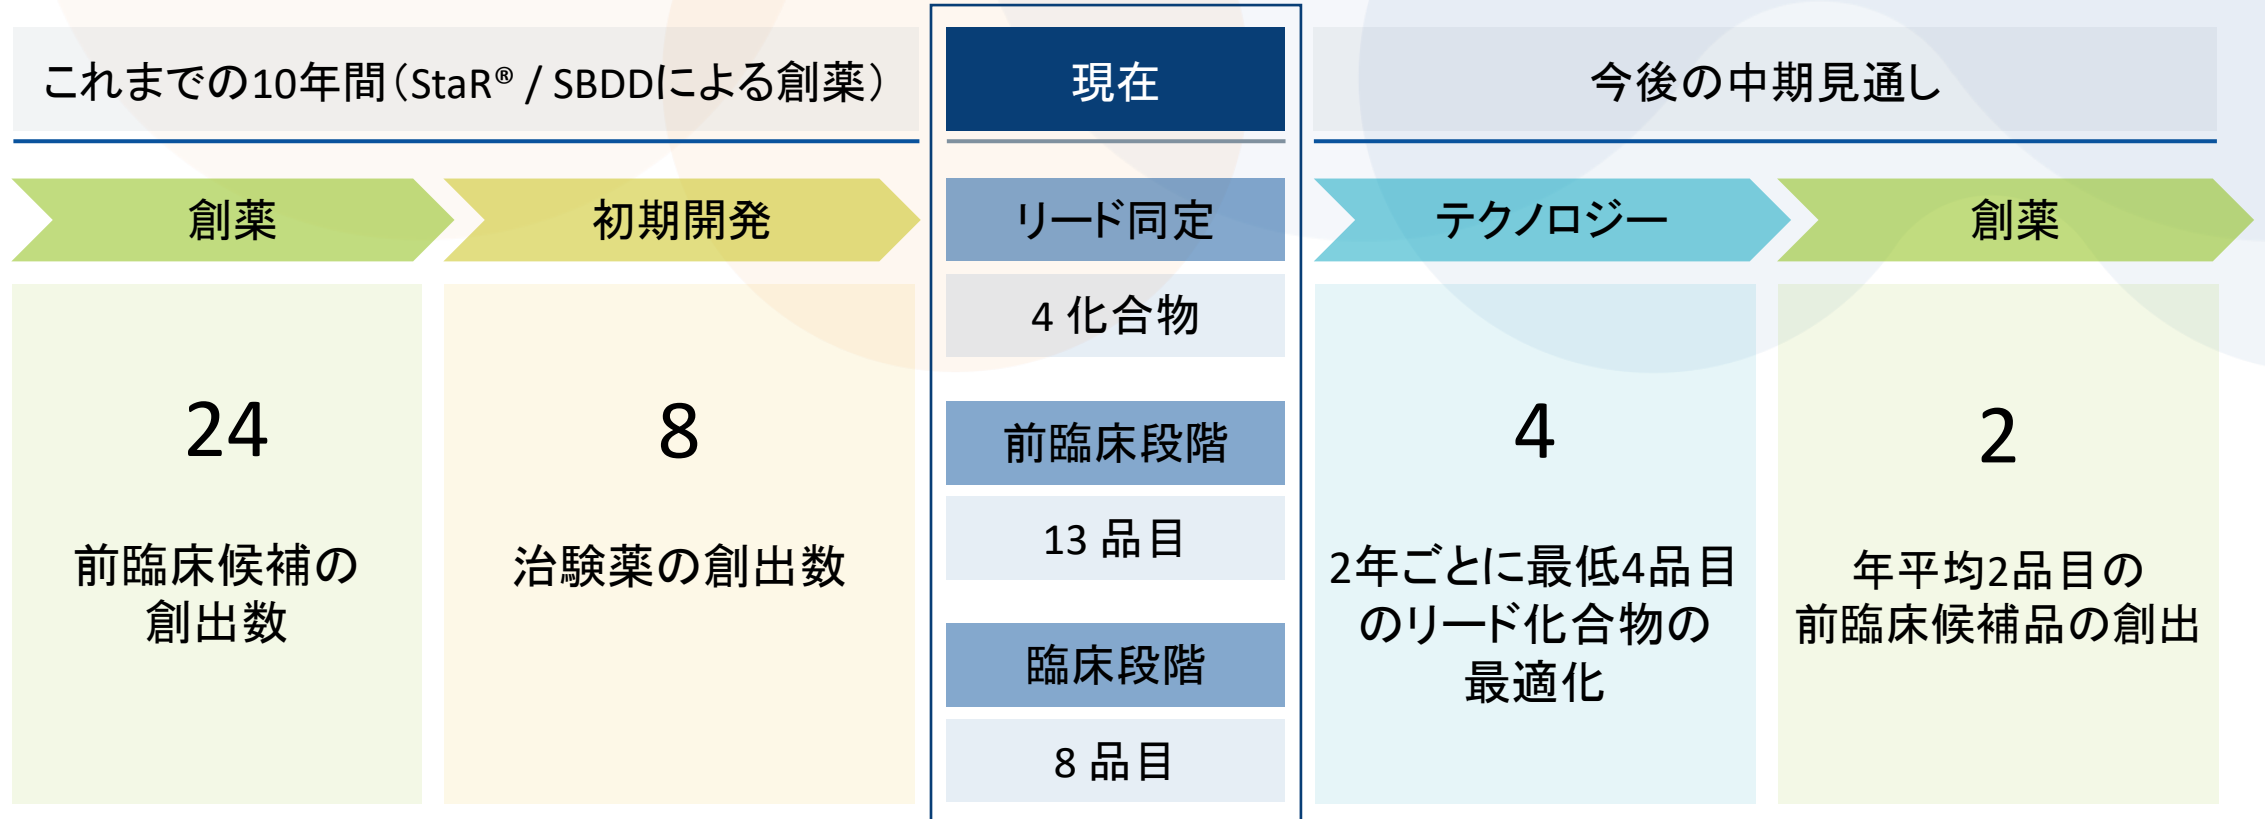 これまでの10年間（StaR® / SBDDによる創薬）
現在
今後の中期見通し
創薬
初期開発
リード同定
テクノロジー
創薬
24
前臨床候補の
創出数
8
治験薬の創出数
4 化合物
前臨床段階
13 品目
臨床段階
8 品目
4
2年ごとに最低4品目
のリード化合物の
最適化
2
年平均2品目の
前臨床候補品の創出